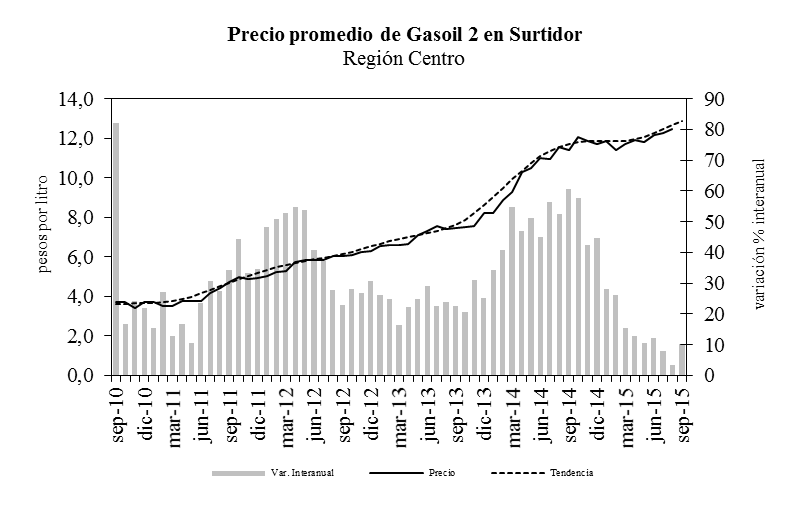 Precio promedio de Gasoil 2 en Surtidor
Región Centro
pesos por litro
14,0
12,0
10,0
8,0
6,0
4,0
2,0
0,0
90
80
70
60
50
40
30
20
10
0
variación % interanual
sep-10
dic-10
mar-11
jun-11
sep-11
dic-11
mar-12
jun-12
sep-12
dic-12
mar-13
jun-13
sep-13
dic-13
mar-14
jun-14
sep-14
dic-14
mar-15
jun-15
sep-15
Var. Interanual
Precio
Tendencia